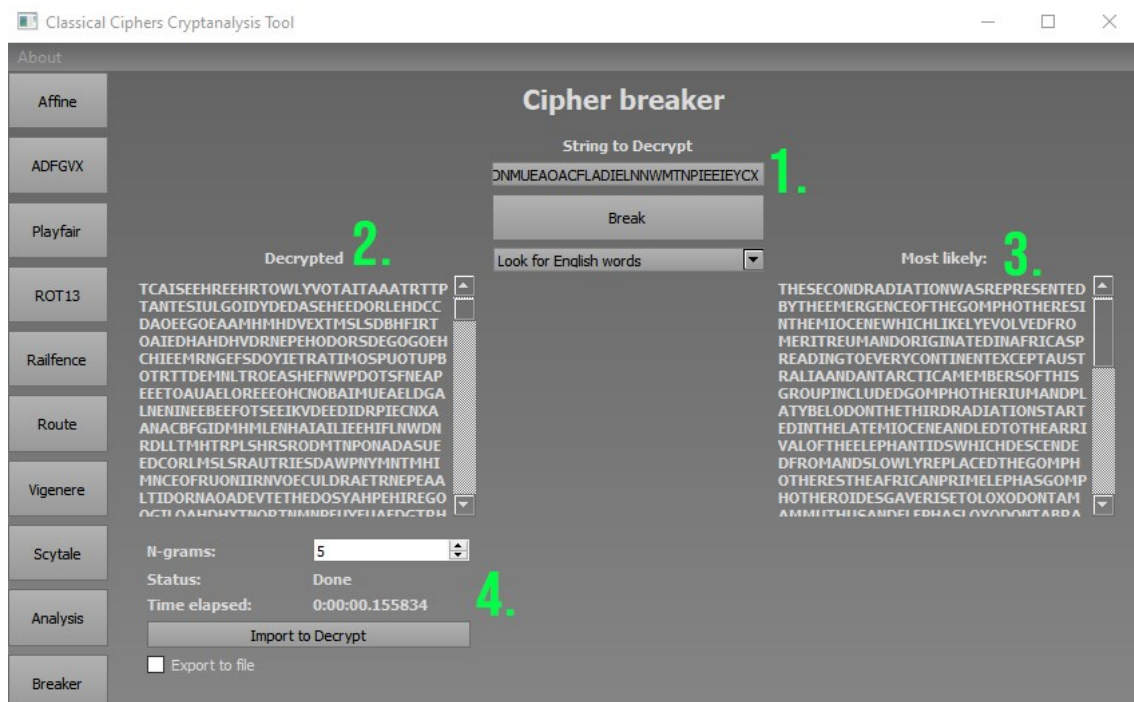 Classical Ciphers Cryptanalysis Tool
About
Affine
ADFGVX
Playfair
ROT13
Railfence
Route
Vigenere
Scytale
Analysis
Breaker
Cipher breaker
String to Decrypt
1.
DNMUEAOACFLADIELNNWMTNPIEEIEYCX
Break
Look for English words
Decrypted
2.
TCAISEEHREEHRTOWLYVOTAITAAATRTTP
TANTESIULGOIDYDEDASEHEEDORLEHDCC
DAOEEGOEAAMHMHDVEXTMSLSDBHFIRT
OAIEDHAHDHVDRNEPEHODORSDEGOGOEH
CHIEEMRNGEFSDOYIETRATIMOSPUOTUPB
OTRTTDEMNLTROEASHEFNWPDOTSFNEAP
EEETOAUAELOREEEOHCNOBAIMUEAELDGA
LNENINEEBEEFOTSEEIKVDEEDIDRPIECNXA
ANACBFGIDMHMLENHAIAILIEEHIFLNWDN
RDLLTMHTRPLSHRSRODMTNPONADASUE
EDCORLMSLSRAUTRIESDAWPNYMNTMHI
MNCEOFRUONIIRNVOECULDRAETRNEPEAA
LTIDORNAOADEVTETHEDOSYAHPEHIREGO
Most likely:
3.
THESECONDRADIATIONWASREPRESENTED
BYTHEEMERGENCEOFTHEGOMPHOTHERESI
NTHEMIOCENEWHICHLIKELYEVOLVEDFRO
MERITREUMANDORIGINATEDINAFRICASP
READINGTOEVERYCONTINENTEXCEPTAUST
RALIAANDANTARCTICAMEMBERSOFTHIS
GROUPINCLUDEDGOMPHOTHERIUMANDPL
ATYBELODONTHETHIRDRADIATIONSTART
EDINTHELATEMIOCENEANDLEDTOTHEARRI
VALOFTHEELEPHANTIDSWHICHDESCENDE
DFROMANDSLOWLYREPLACEDTHEGOMPH
OTHERESTHEAFRICANPRIMELEPHASGOMP
HOTHEROIDESGAVERISETOLOXODONTAM
AMMUTHUSANDELEPHASLOXODONTABRA
N-grams:
5
Status:
Done
Time elapsed:
0:00:00.155834
4.
Import to Decrypt
Export to file